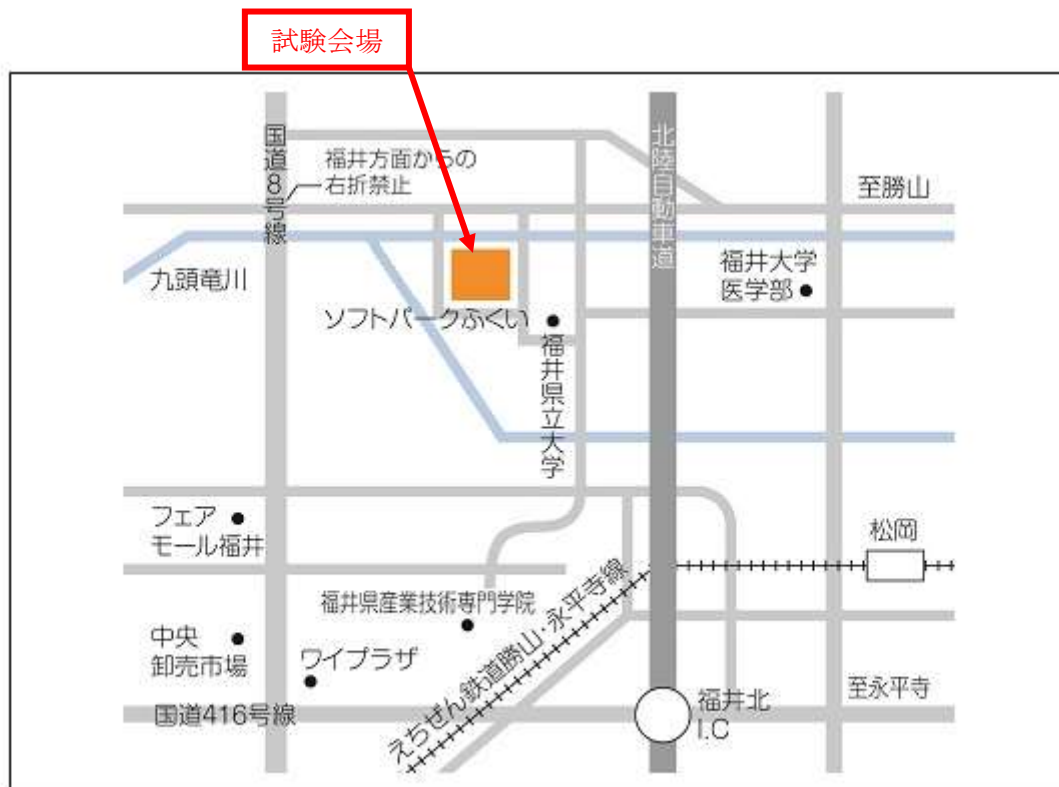 試験会場
国道8号線
福井方面からの
右折禁止
北陸自動車道
至勝山
九頭竜川
福井大学
医学部
ソフトパークふくい
福井県立大学
フェア
モール福井
松岡
福井県産業技術専門学院
えちぜん鉄道勝山・永平寺線
中央
卸売市場
ワイプラザ
至永平寺
国道416号線
福井北
I.C